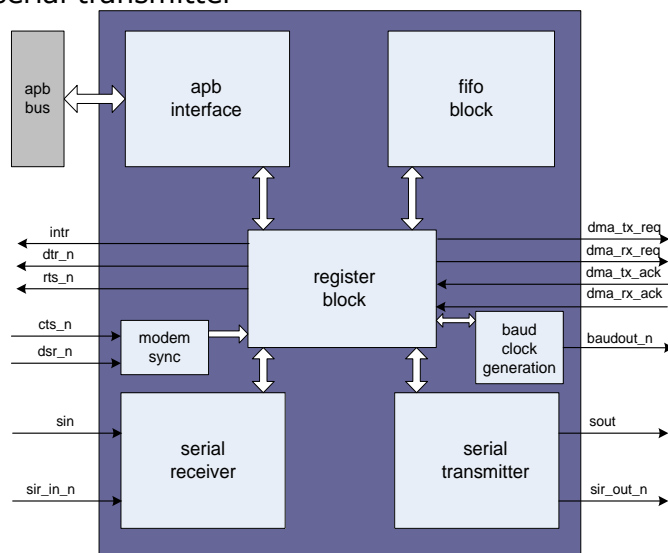 serial transmitter
apb
bus
apb
interface
fifo
block
intr
dtr_n
rts_n
register
block
dma_tx_req
dma_rx_req
dma_tx_ack
dma_rx_ack
cts_n
dsr_n
modem
sync
baud
clock
generation
baudout_n
sin
sir_in_n
serial
receiver
serial
transmitter
sout
sir_out_n